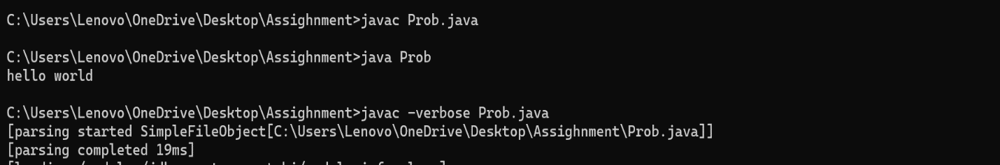 C:\Users\Lenovo\OneDrive\Desktop\Assighnment>javac Prob.java
C:\Users\Lenovo\OneDrive\Desktop\Assighnment>java Prob
hello world
C:\Users\Lenovo\OneDrive\Desktop\Assighnment>javac -verbose Prob.java
[parsing started SimpleFileObject[C:\Users\Lenovo\OneDrive\Desktop\Assighnment\Prob.java]]
[parsing completed 19ms]